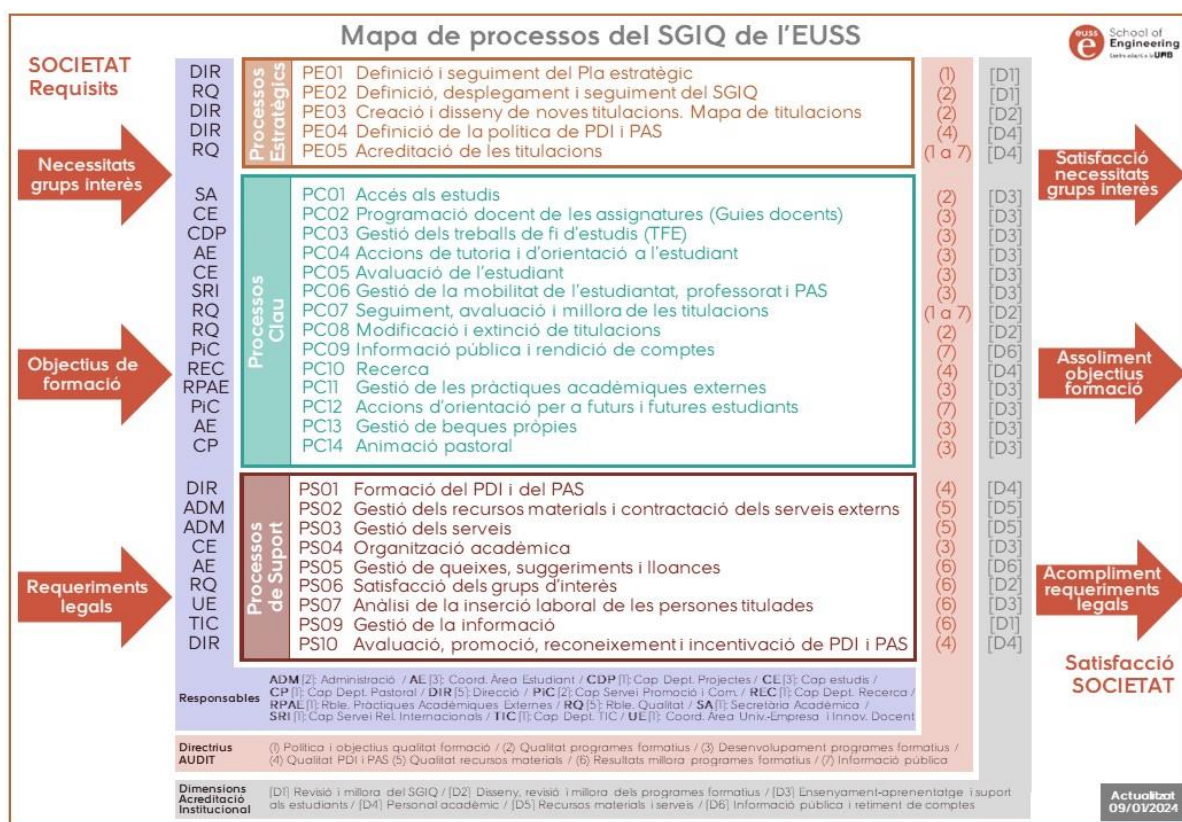 Mapa de processos del SGIQ de l'EUSS
euss
e
School of
Engineering
Centre adscrit a la UAB
SOCIETAT
Requisits
Necessitats
grups interès
Objectius de
formació
Requeriments
legals
Processos
Estratègics
DIR PE01 Definició i seguiment del Pla estratègic (1) [D1]
RQ PE02 Definició, desplegament i seguiment del SGIQ (2) [D1]
DIR PE03 Creació i disseny de noves titulacions. Mapa de titulacions (2) [D2]
DIR PE04 Definició de la política de PDI i PAS (4) [D4]
RQ PE05 Acreditació de les titulacions (1 a 7) [D4]
Processos
Clau
SA PC01 Accés als estudis (2) [D3]
CE PC02 Programació docent de les assignatures (Guies docents) (3) [D3]
CDP PC03 Gestió dels treballs de fi d'estudis (TFE) (3) [D3]
AE PC04 Accions de tutoria i d'orientació a l'estudiant (3) [D3]
CE PC05 Avaluació de l'estudiant (3) [D3]
SRI PC06 Gestió de la mobilitat de l'estudiantat, professorat i PAS (3) [D3]
RQ PC07 Seguiment, avaluació i millora de les titulacions (1 a 7) [D2]
RQ PC08 Modificació i extinció de titulacions (2) [D2]
PiC PC09 Informació pública i rendició de comptes (7) [D6]
REC PC10 Recerca (4) [D4]
RPAE PC11 Gestió de les pràctiques acadèmiques externes (3) [D3]
PiC PC12 Accions d'orientació per a futurs i futures estudiants (7) [D3]
AE PC13 Gestió de beques pròpies (3) [D3]
CP PC14 Animació pastoral (3) [D3]
Processos
de Suport
DIR PS01 Formació del PDI i del PAS (4) [D4]
ADM PS02 Gestió dels recursos materials i contractació dels serveis externs (5) [D5]
ADM PS03 Gestió dels serveis (5) [D5]
CE PS04 Organització acadèmica (3) [D3]
AE PS05 Gestió de queixes, suggeriments i lloances (6) [D6]
RQ PS06 Satisfacció dels grups d'interès (6) [D2]
UE PS07 Anàlisi de la inserció laboral de les persones titulades (6) [D3]
TIC PS09 Gestió de la informació (6) [D1]
DIR PS10 Avaluació, promoció, reconeixement i incentivació de PDI i PAS (4) [D4]
Satisfacció
necessitats
grups interès
Assoliment
objectius
formació
Acompliment
requeriments
legals
Satisfacció
SOCIETAT
Responsables
ADM [2]: Administració / AE [3]: Coord. Àrea Estudiant / CDP [1]: Cap Dept. Projectes / CE [3]: Cap estudis /
CP [1]: Cap Dept. Pastoral / DIR [5]: Direcció / PiC [2]: Cap Servei Promoció i Com. / REC [1]: Cap Dept. Recerca /
RPAE [1]: Rble. Pràctiques Acadèmiques Externes / RQ [5]: Rble. Qualitat / SA [1]: Secretària Acadèmica /
SRI [1]: Cap Servei Rel. Internacionals / TIC [1]: Cap Dept. TIC / UE [1]: Coord. Àrea Univ.-Empresa i Innov. Docent
Directrius
AUDIT
(1) Política i objectius qualitat formació / (2) Qualitat programes formatius / (3) Desenvolupament programes formatius /
(4) Qualitat PDI i PAS (5) Qualitat recursos materials / (6) Resultats millora programes formatius / (7) Informació pública
Dimensions
Acreditació
Institucional
[D1] Revisió i millora del SGIQ / [D2] Disseny, revisió i millora dels programes formatius / [D3] Ensenyament-aprenentatge i suport
als estudiants / [D4] Personal acadèmic / [D5] Recursos materials i serveis / [D6] Informació pública i retiment de comptes
Actualitzat
09/01/2024